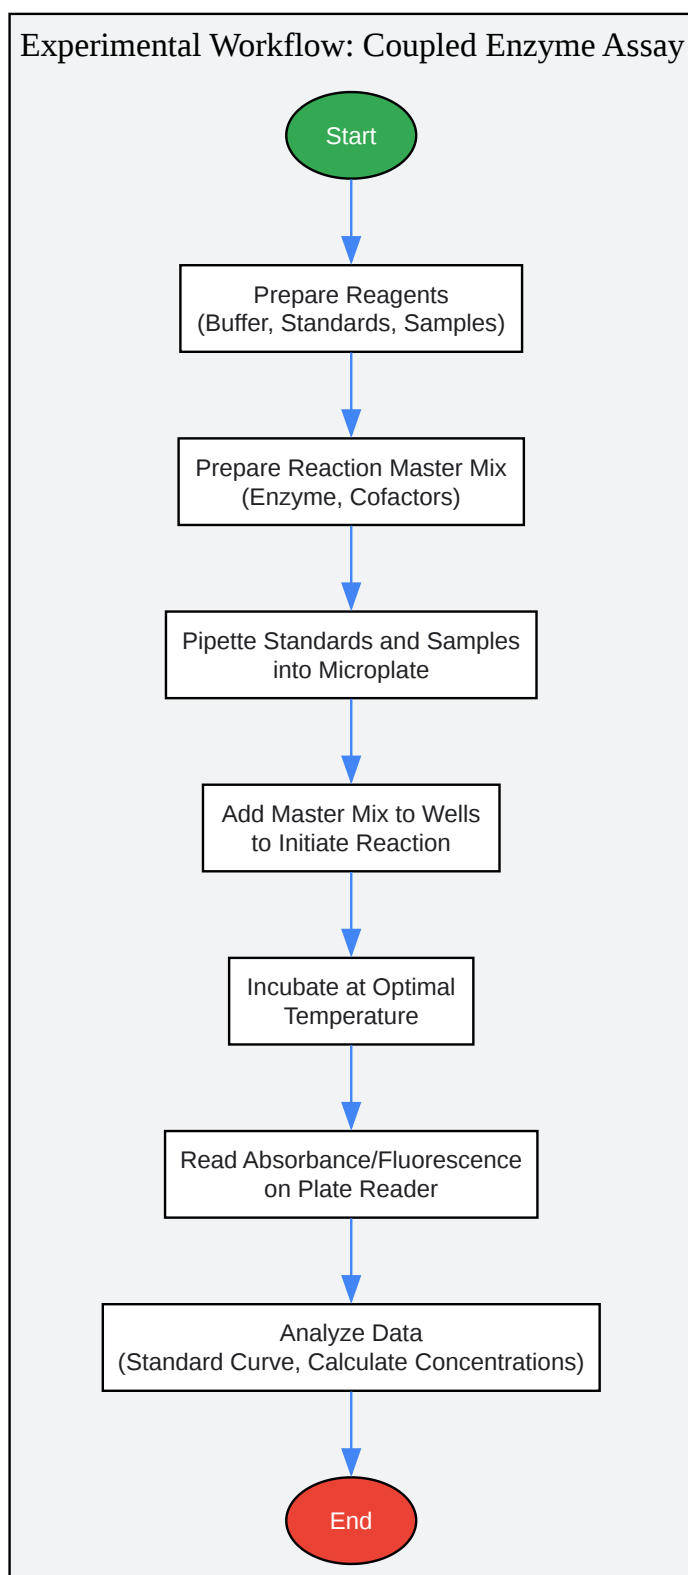 Experimental Workflow: Coupled Enzyme Assay
Start
Prepare Reagents
(Buffer, Standards, Samples)
Prepare Reaction Master Mix
(Enzyme, Cofactors)
Pipette Standards and Samples
into Microplate
Add Master Mix to Wells
to Initiate Reaction
Incubate at Optimal
Temperature
Read Absorbance/Fluorescence
on Plate Reader
Analyze Data
(Standard Curve, Calculate Concentrations)
End